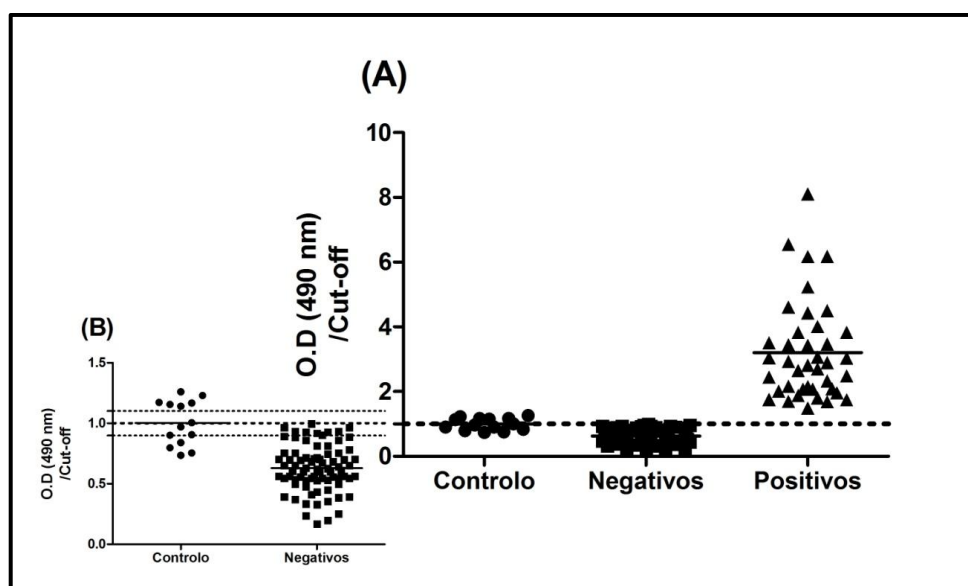 (A)
O.D (490 nm)
/Cut-off
10
8
6
4
2
0
Controlo
Negativos
Positivos
(B)
O.D (490 nm)
/Cut-off
1.5
1.0
0.5
0.0
Controlo
Negativos